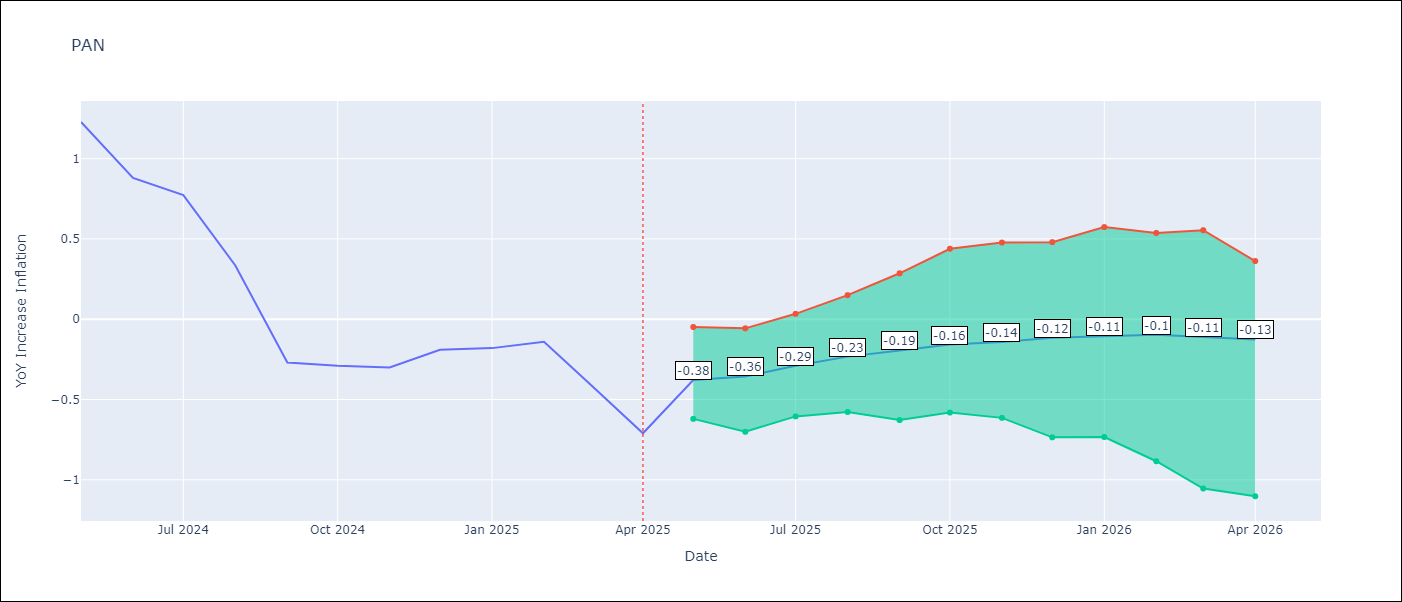 PAN
YoY Increase Inflation
1
0.5
0
−0.5
−1
-0.38
-0.36
-0.29
-0.23
-0.19
-0.16
-0.14
-0.12
-0.11
-0.1
-0.11
-0.13
Jul 2024
Oct 2024
Jan 2025
Apr 2025
Jul 2025
Oct 2025
Jan 2026
Apr 2026
Date